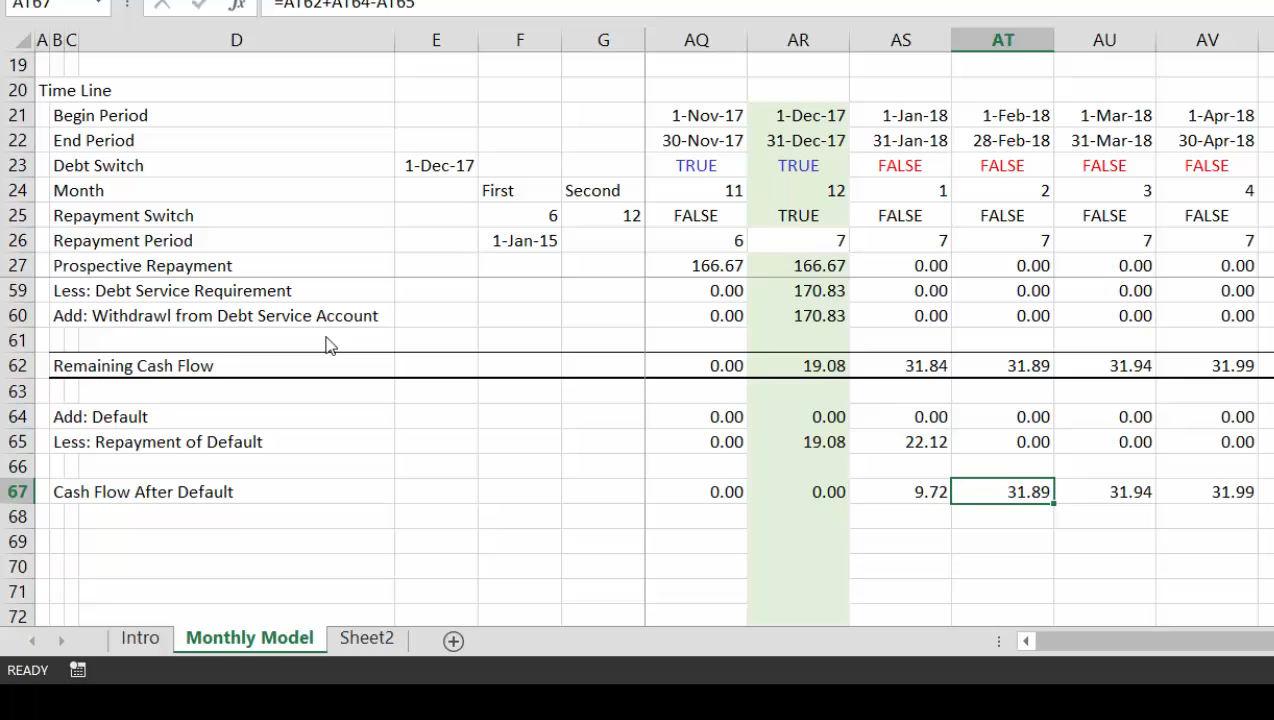 AT67 =AT62+AT64-AT65
A B C D E F G AQ AR AS AT AU AV
19
20 Time Line
21 Begin Period 1-Nov-17 1-Dec-17 1-Jan-18 1-Feb-18 1-Mar-18 1-Apr-18
22 End Period 30-Nov-17 31-Dec-17 31-Jan-18 28-Feb-18 31-Mar-18 30-Apr-18
23 Debt Switch 1-Dec-17 TRUE TRUE FALSE FALSE FALSE FALSE
24 Month First Second 11 12 1 2 3 4
25 Repayment Switch 6 12 FALSE TRUE FALSE FALSE FALSE FALSE
26 Repayment Period 1-Jan-15 6 7 7 7 7 7
27 Prospective Repayment 166.67 166.67 0.00 0.00 0.00 0.00
59 Less: Debt Service Requirement 0.00 170.83 0.00 0.00 0.00 0.00
60 Add: Withdrawl from Debt Service Account 0.00 170.83 0.00 0.00 0.00 0.00
61
62 Remaining Cash Flow 0.00 19.08 31.84 31.89 31.94 31.99
63
64 Add: Default 0.00 0.00 0.00 0.00 0.00 0.00
65 Less: Repayment of Default 0.00 19.08 22.12 0.00 0.00 0.00
66
67 Cash Flow After Default 0.00 0.00 9.72 31.89 31.94 31.99
68
69
70
71
72
Intro Monthly Model Sheet2
READY